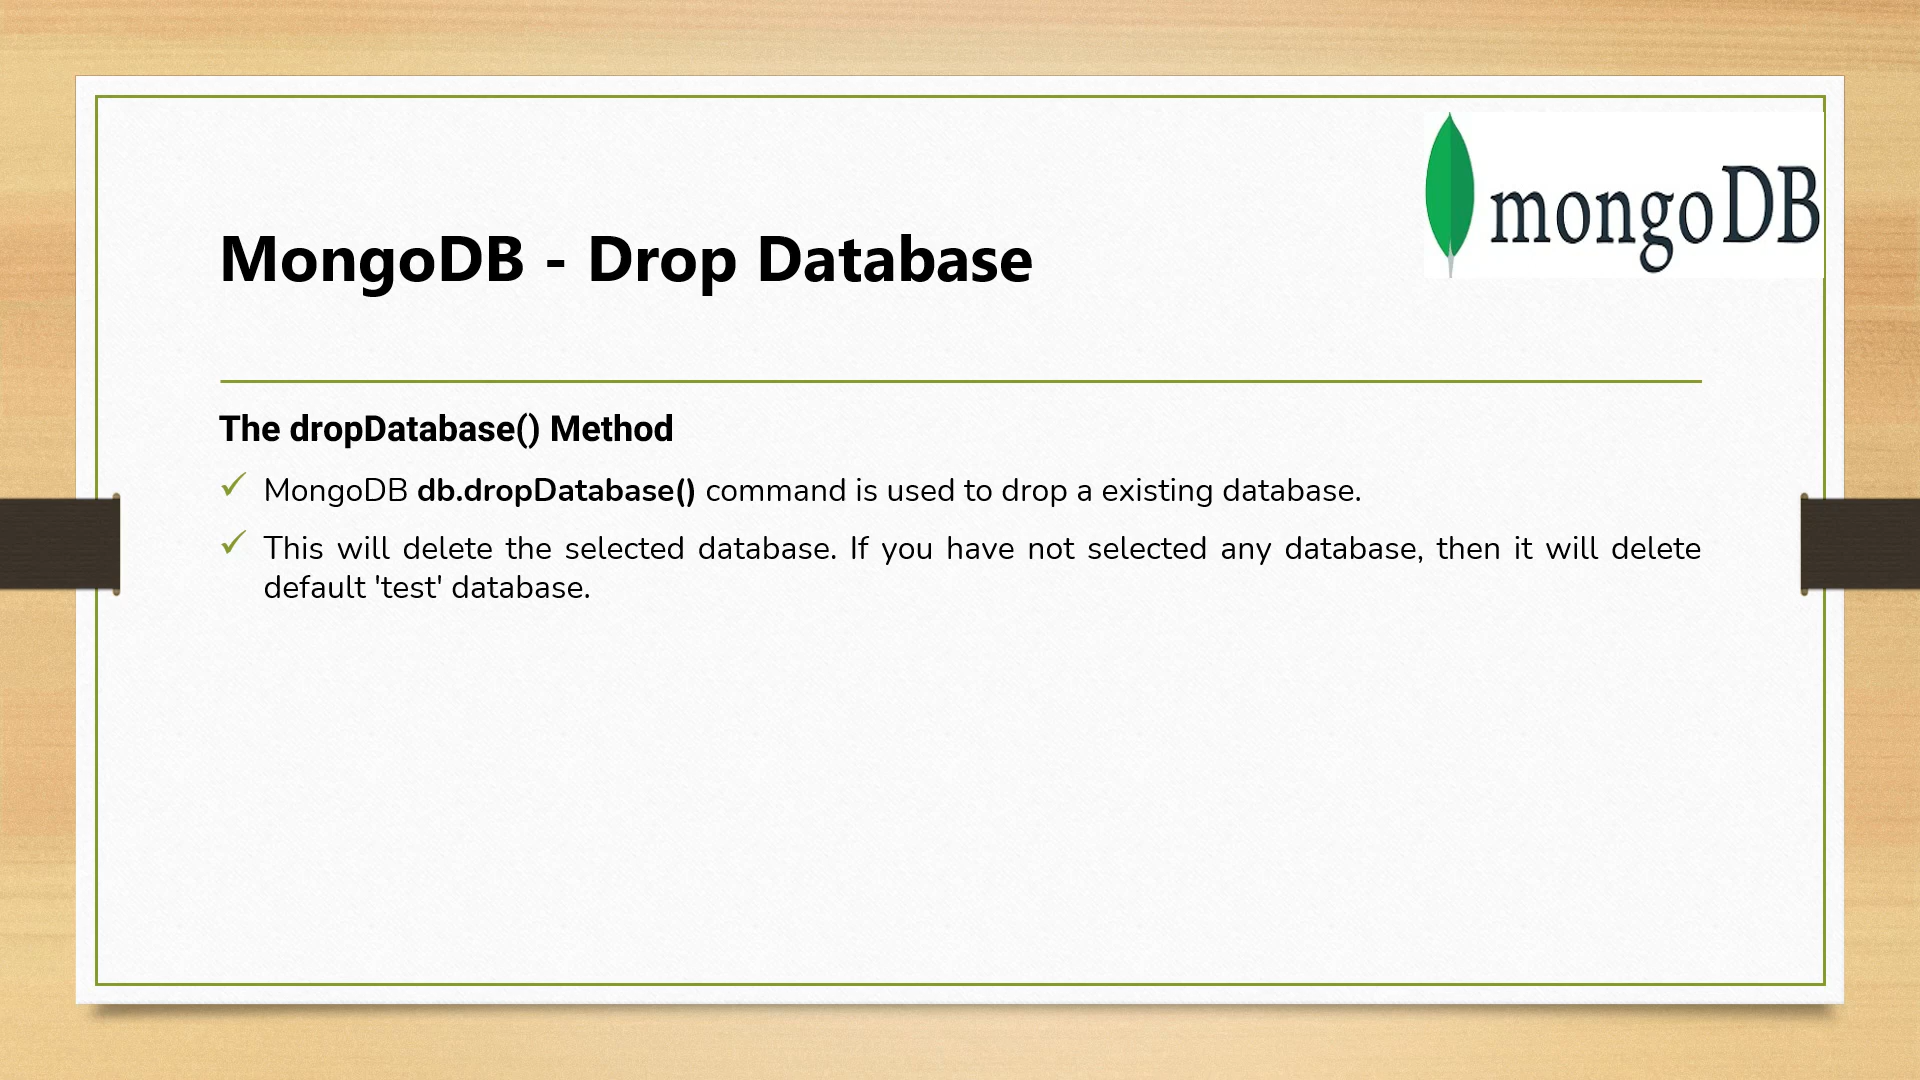 mongoDB
MongoDB - Drop Database
The dropDatabase() Method
MongoDB db.dropDatabase() command is used to drop a existing database.
This will delete the selected database. If you have not selected any database, then it will delete
default 'test' database.